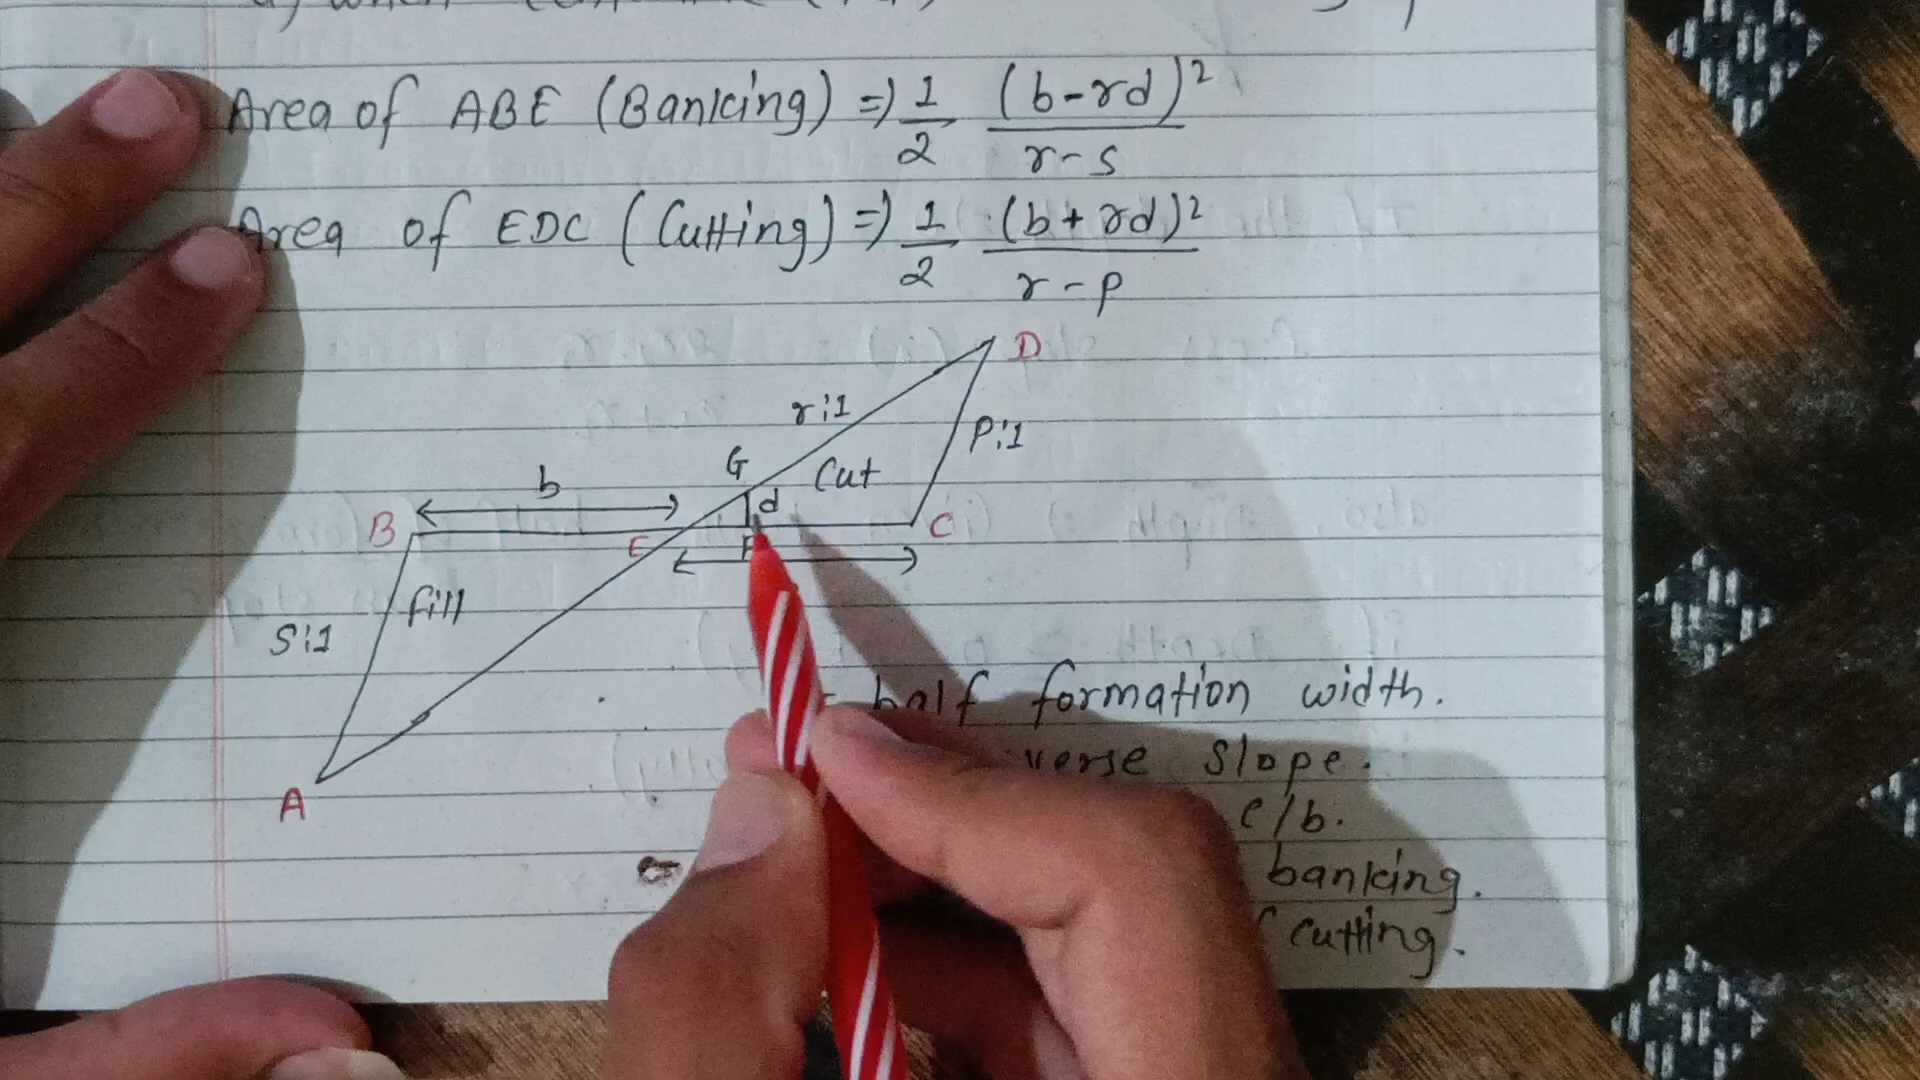 a) when
Area of ABE (Banking) => 1/2 (b-rd)²/r-s
Area of EDC (Cutting) => 1/2 (b+rd)²/r-p
D
r:1
P:1
G
Cut
b
d
B
C
E
F
fill
S:1
half formation width.
verse slope.
A
c/b.
banking.
cutting.